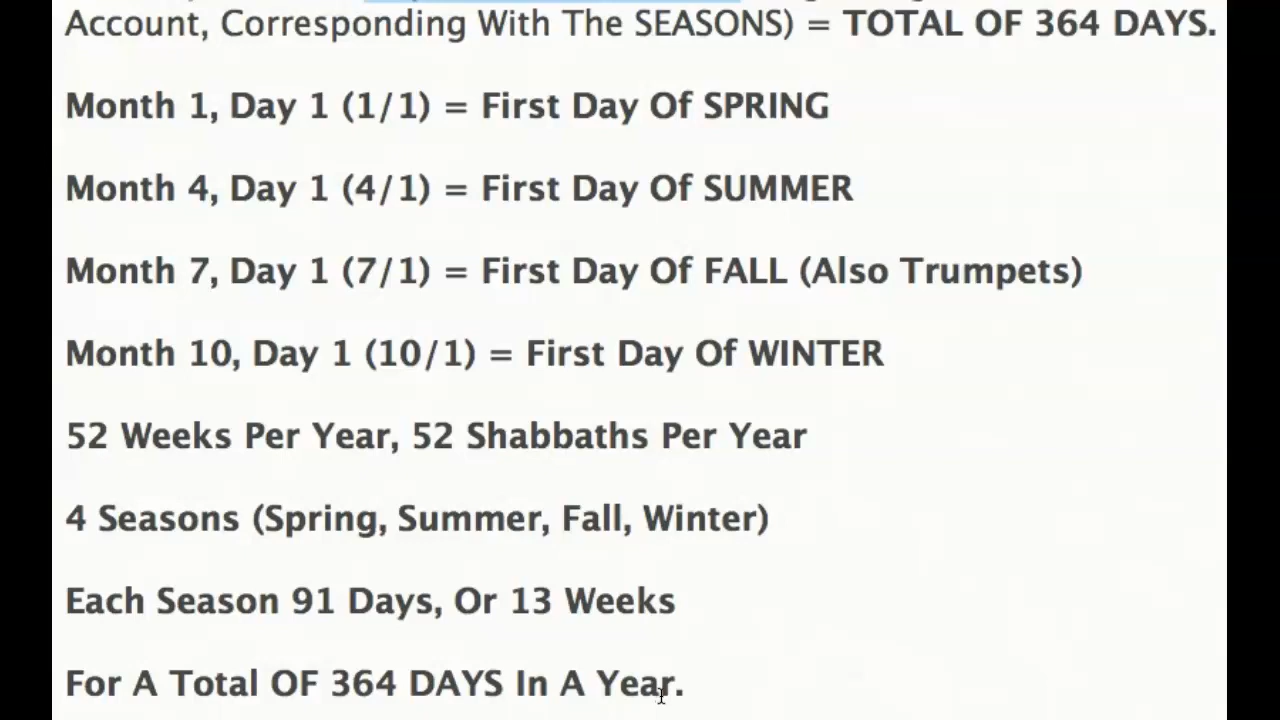 Account, Corresponding With The SEASONS) = TOTAL OF 364 DAYS.
Month 1, Day 1 (1/1) = First Day Of SPRING
Month 4, Day 1 (4/1) = First Day Of SUMMER
Month 7, Day 1 (7/1) = First Day Of FALL (Also Trumpets)
Month 10, Day 1 (10/1) = First Day Of WINTER
52 Weeks Per Year, 52 Shabbaths Per Year
4 Seasons (Spring, Summer, Fall, Winter)
Each Season 91 Days, Or 13 Weeks
For A Total OF 364 DAYS In A Year.